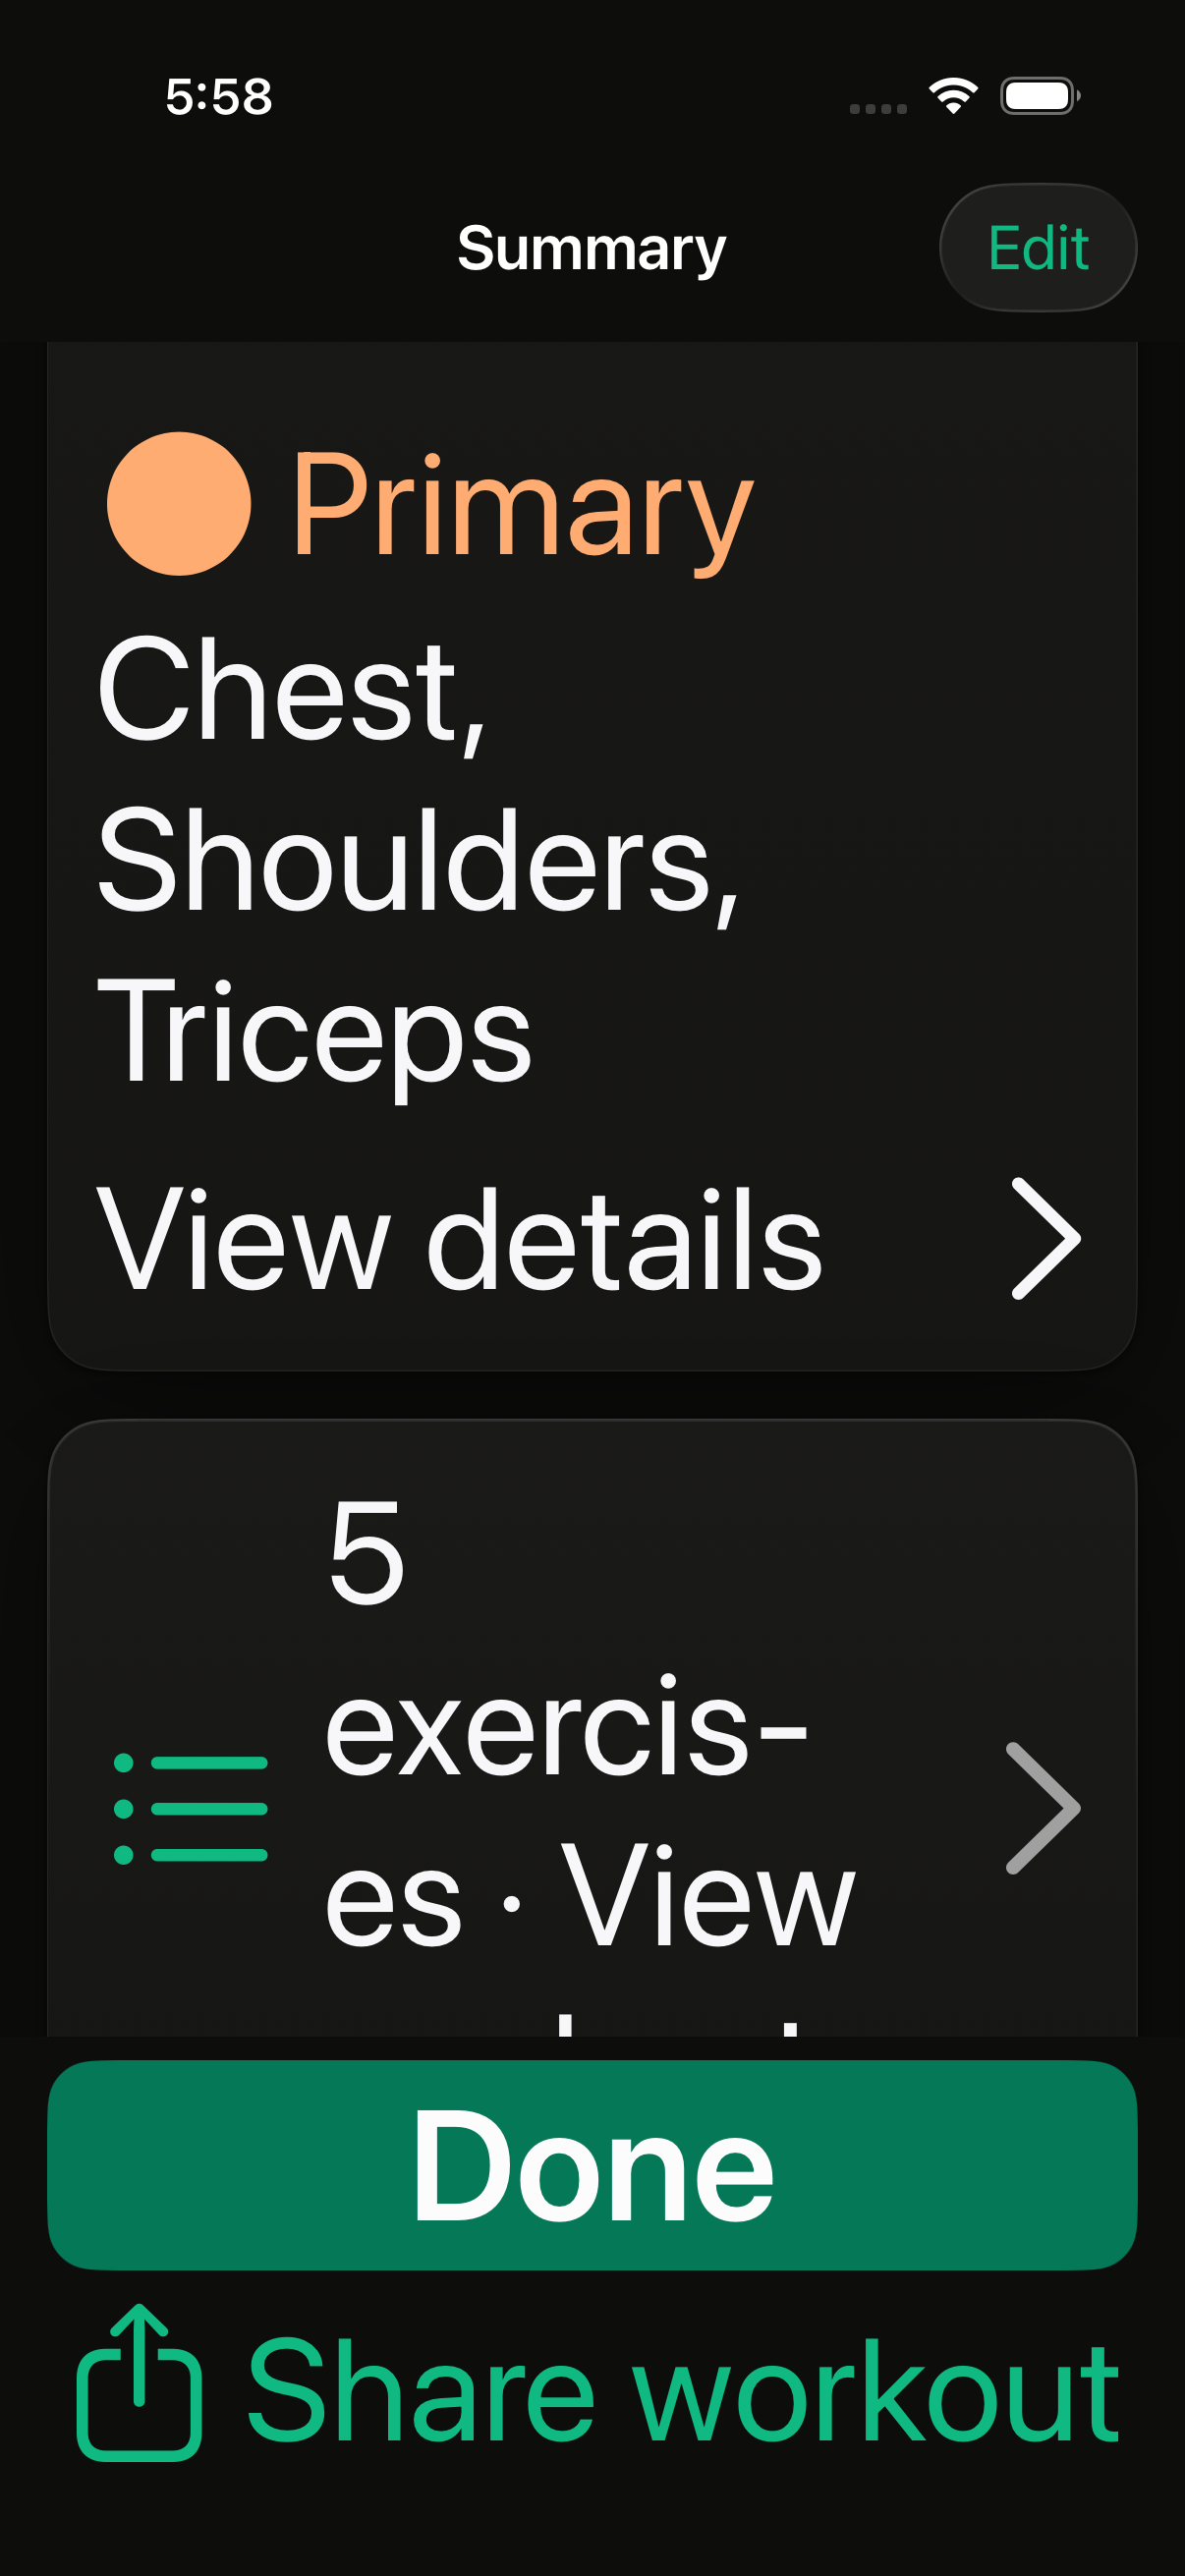 5:58
Summary
Edit
Primary
Chest,
Shoulders,
Triceps
View details
5
exercis-
es · View
Done
Share workout